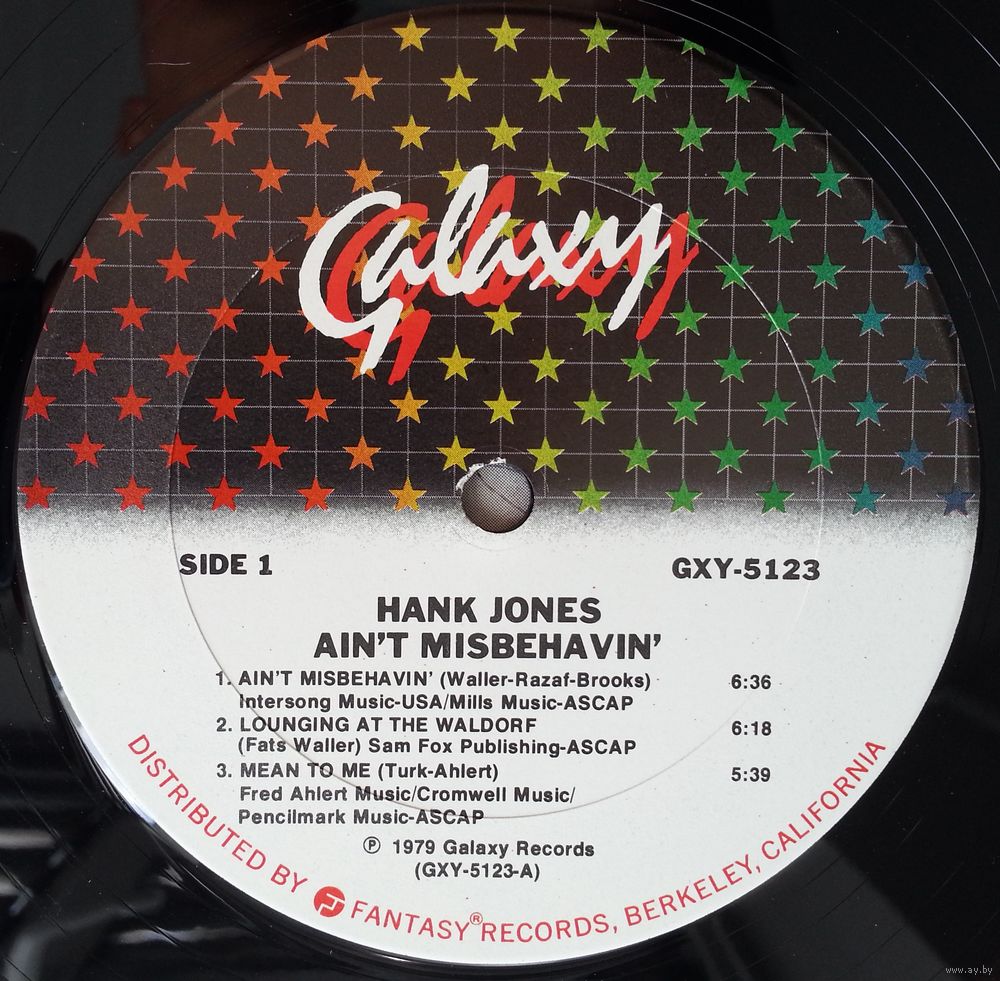 Galaxy
SIDE 1
GXY-5123
HANK JONES
AIN'T MISBEHAVIN'
1. AIN'T MISBEHAVIN' (Waller-Razaf-Brooks) 6:36
Intersong Music-USA/Mills Music-ASCAP
2. LOUNGING AT THE WALDORF 6:18
(Fats Waller) Sam Fox Publishing-ASCAP
3. MEAN TO ME (Turk-Ahlert) 5:39
Fred Ahlert Music/Cromwell Music/
Pencilmark Music-ASCAP
℗ 1979 Galaxy Records
(GXY-5123-A)
DISTRIBUTED BY FANTASY® RECORDS, BERKELEY, CALIFORNIA
www.ay.by